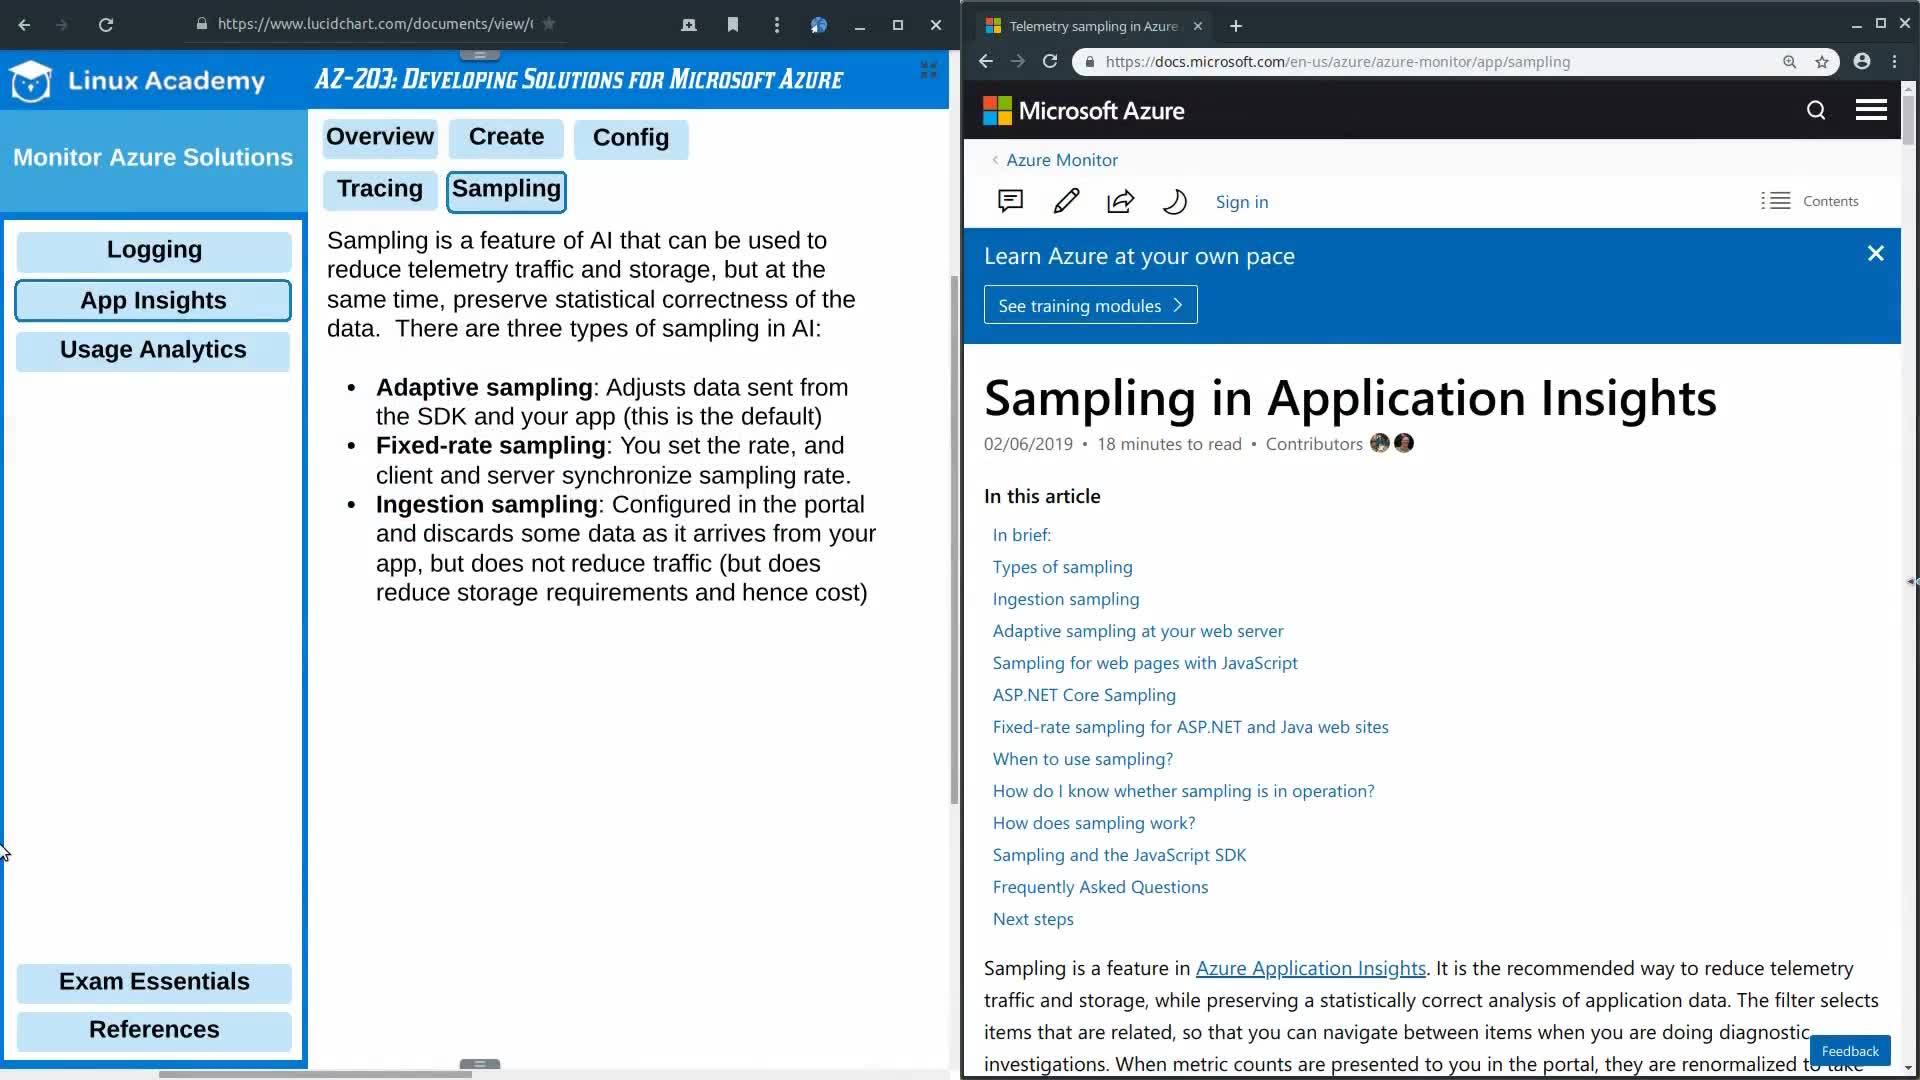 https://www.lucidchart.com/documents/view/
Linux Academy
AZ-203: Developing Solutions for Microsoft Azure
Monitor Azure Solutions
Logging
App Insights
Usage Analytics
Exam Essentials
References
Overview
Create
Config
Tracing
Sampling
Sampling is a feature of AI that can be used to
reduce telemetry traffic and storage, but at the
same time, preserve statistical correctness of the
data.  There are three types of sampling in AI:
• Adaptive sampling: Adjusts data sent from
the SDK and your app (this is the default)
• Fixed-rate sampling: You set the rate, and
client and server synchronize sampling rate.
• Ingestion sampling: Configured in the portal
and discards some data as it arrives from your
app, but does not reduce traffic (but does
reduce storage requirements and hence cost)
Telemetry sampling in Azure
https://docs.microsoft.com/en-us/azure/azure-monitor/app/sampling
Microsoft Azure
Azure Monitor
Sign in
Contents
Learn Azure at your own pace
See training modules
Sampling in Application Insights
02/06/2019 • 18 minutes to read • Contributors
In this article
In brief:
Types of sampling
Ingestion sampling
Adaptive sampling at your web server
Sampling for web pages with JavaScript
ASP.NET Core Sampling
Fixed-rate sampling for ASP.NET and Java web sites
When to use sampling?
How do I know whether sampling is in operation?
How does sampling work?
Sampling and the JavaScript SDK
Frequently Asked Questions
Next steps
Sampling is a feature in Azure Application Insights. It is the recommended way to reduce telemetry
traffic and storage, while preserving a statistically correct analysis of application data. The filter selects
items that are related, so that you can navigate between items when you are doing diagnostic
investigations. When metric counts are presented to you in the portal, they are renormalized to take
Feedback